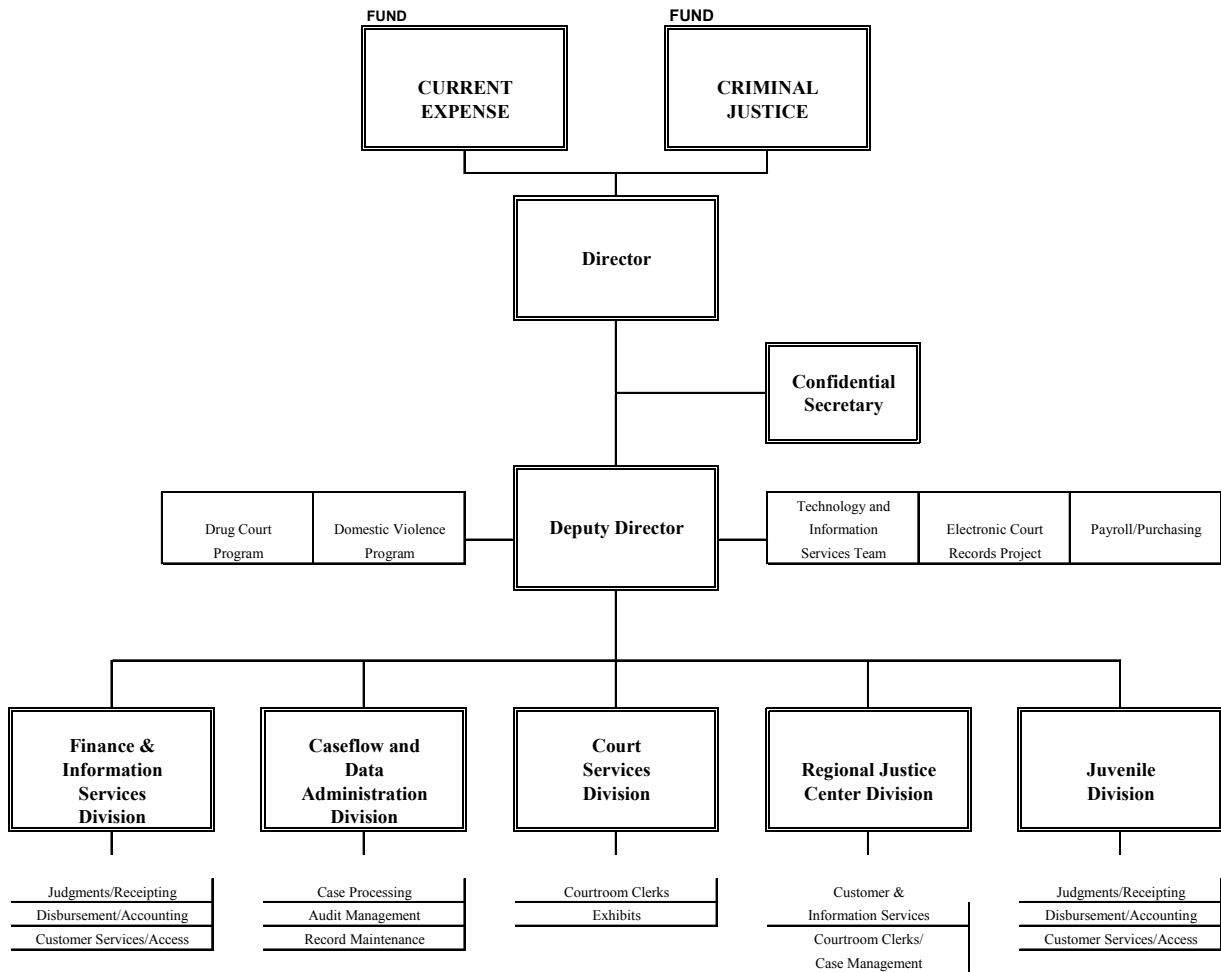 FUND
FUND
CURRENT
EXPENSE
CRIMINAL
JUSTICE
Director
Confidential
Secretary
Drug Court
Program
Domestic Violence
Program
Deputy Director
Technology and
Information
Services Team
Electronic Court
Records Project
Payroll/Purchasing
Finance &
Information
Services
Division
Caseflow and
Data
Administration
Division
Court
Services
Division
Regional Justice
Center Division
Juvenile
Division
Judgments/Receipting
Disbursement/Accounting
Customer Services/Access
Case Processing
Audit Management
Record Maintenance
Courtroom Clerks
Exhibits
Customer &
Information Services
Courtroom Clerks/
Case Management
Judgments/Receipting
Disbursement/Accounting
Customer Services/Access